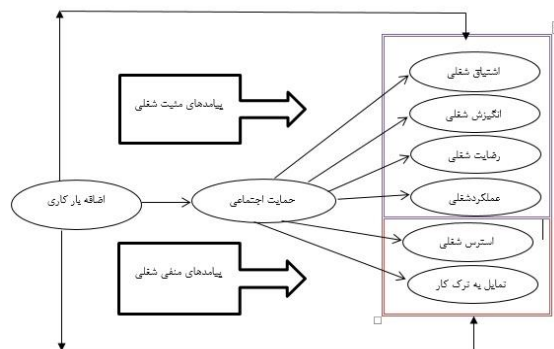 اشتیاق شغلی
پیامدهای مثبت شغلی
انگیزش شغلی
رضایت شغلی
اضافه بار کاری
حمایت اجتماعی
عملکردشغلی
استرس شغلی
پیامدهای منفی شغلی
تمایل به ترک کار